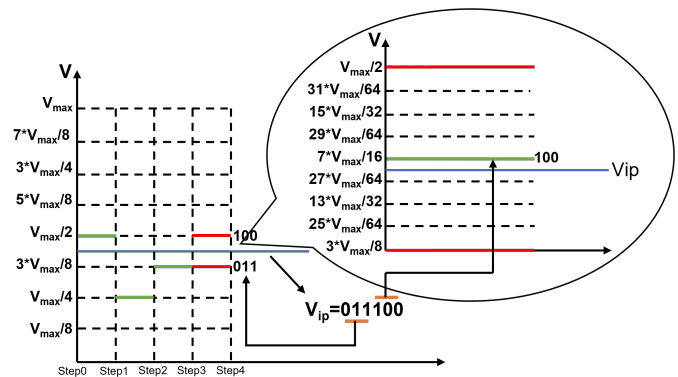 V
Vmax
7*Vmax/8
3*Vmax/4
5*Vmax/8
Vmax/2
100
3*Vmax/8
011
Vmax/4
Vmax/8
Step0 Step1 Step2 Step3 Step4
V
Vmax/2
31*Vmax/64
15*Vmax/32
29*Vmax/64
7*Vmax/16
100
Vip
27*Vmax/64
13*Vmax/32
25*Vmax/64
3*Vmax/8
Vip=011100